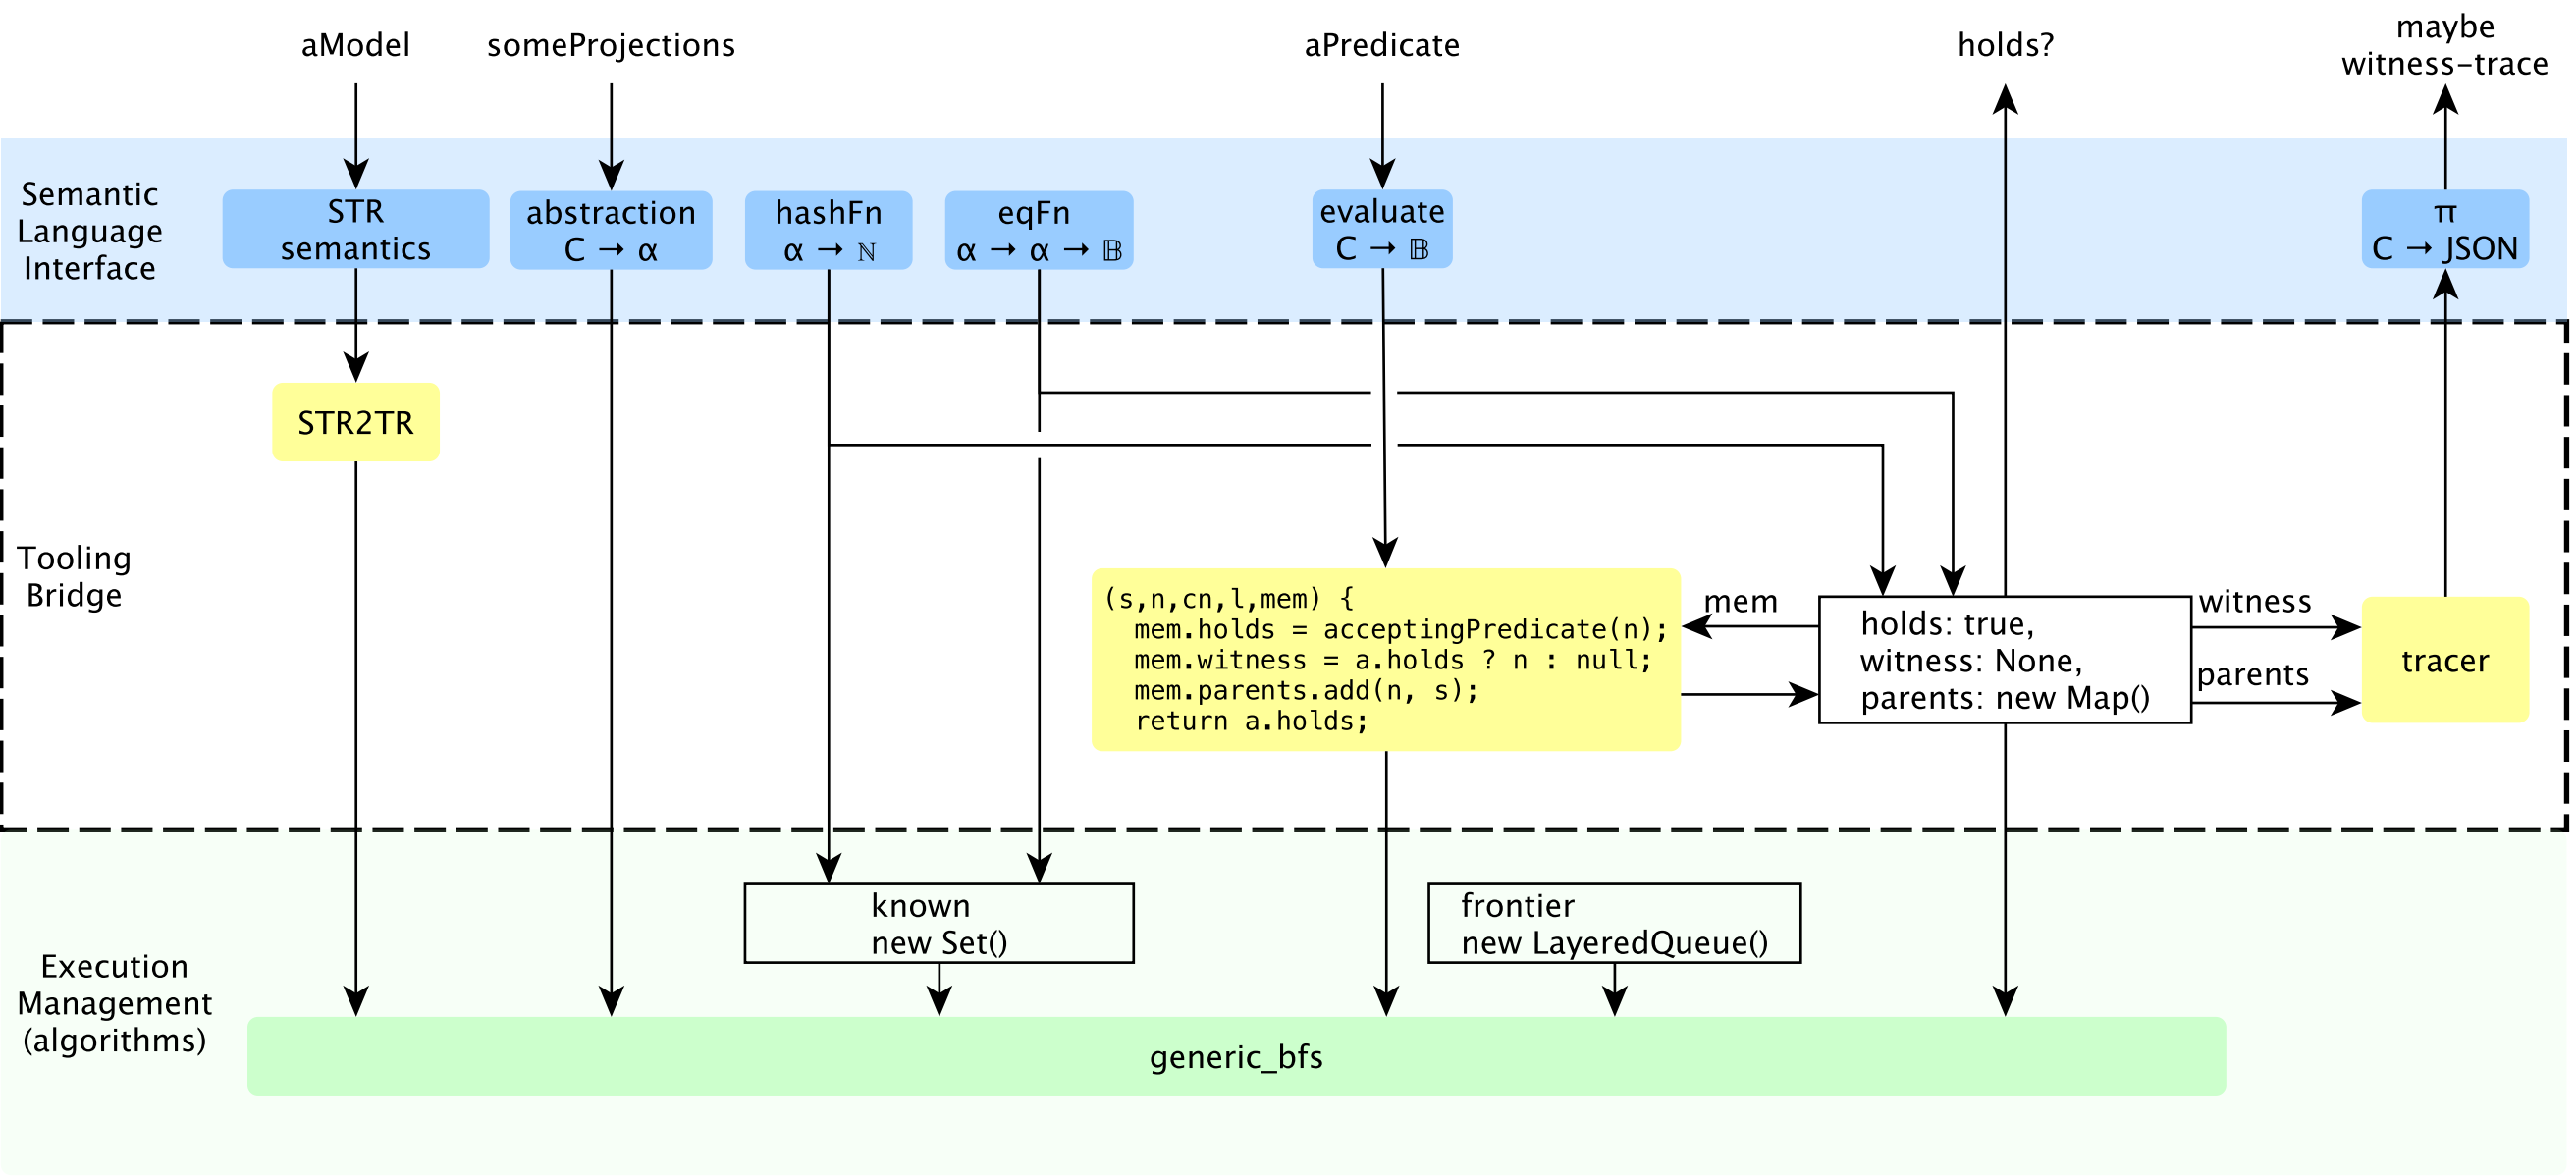 aModel
someProjections
aPredicate
holds?
maybe
witness-trace
Semantic
Language
Interface
STR
semantics
abstraction
C → α
hashFn
α → ℕ
eqFn
α → α → 𝔹
evaluate
C → 𝔹
π
C → JSON
STR2TR
Tooling
Bridge
(s,n,cn,l,mem) {
mem.holds = acceptingPredicate(n);
mem.witness = a.holds ? n : null;
mem.parents.add(n, s);
return a.holds;
mem
holds: true,
witness: None,
parents: new Map()
witness
parents
tracer
known
new Set()
frontier
new LayeredQueue()
Execution
Management
(algorithms)
generic_bfs